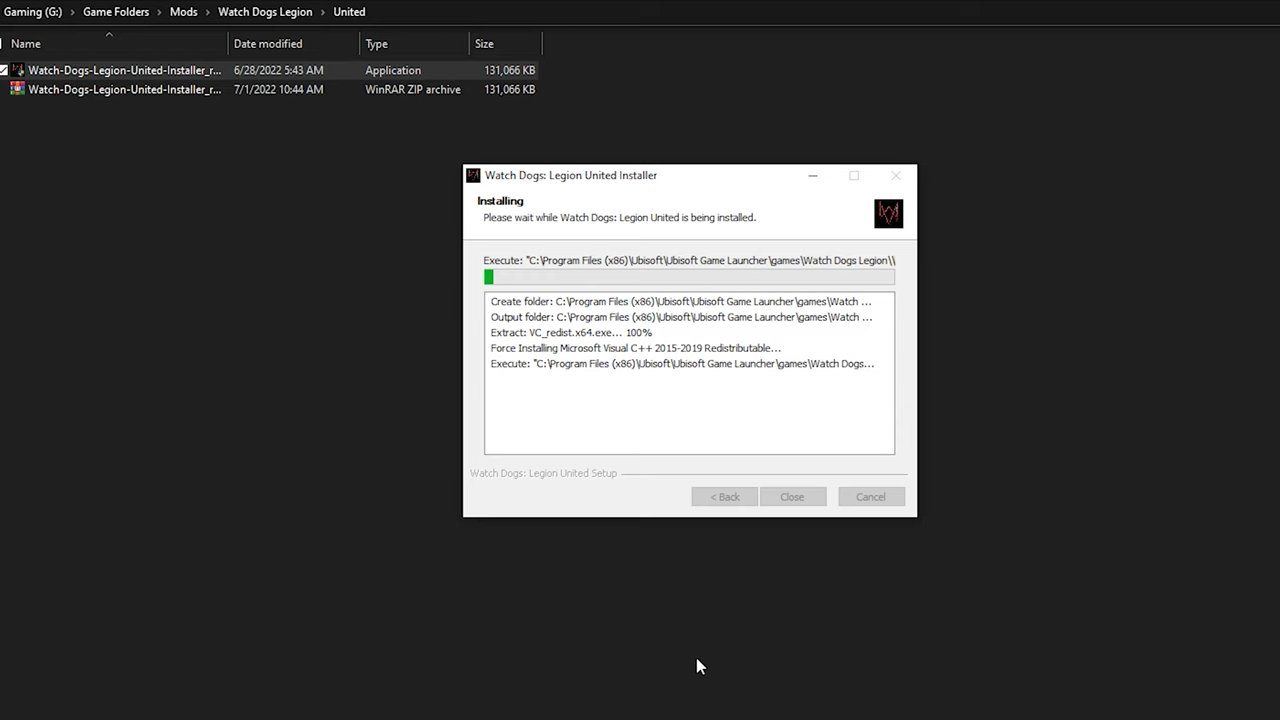 Gaming (G:) > Game Folders > Mods > Watch Dogs Legion > United
Name Date modified Type Size
Watch-Dogs-Legion-United-Installer_r... 6/28/2022 5:43 AM Application 131,066 KB
Watch-Dogs-Legion-United-Installer_r... 7/1/2022 10:44 AM WinRAR ZIP archive 131,066 KB
Watch Dogs: Legion United Installer
Installing
Please wait while Watch Dogs: Legion United is being installed.
Execute: "C:\Program Files (x86)\Ubisoft\Ubisoft Game Launcher\games\Watch Dogs Legion\\
Create folder: C:\Program Files (x86)\Ubisoft\Ubisoft Game Launcher\games\Watch ...
Output folder: C:\Program Files (x86)\Ubisoft\Ubisoft Game Launcher\games\Watch ...
Extract: VC_redist.x64.exe... 100%
Force Installing Microsoft Visual C++ 2015-2019 Redistributable...
Execute: "C:\Program Files (x86)\Ubisoft\Ubisoft Game Launcher\games\Watch Dogs...
Watch Dogs: Legion United Setup
< Back Close Cancel